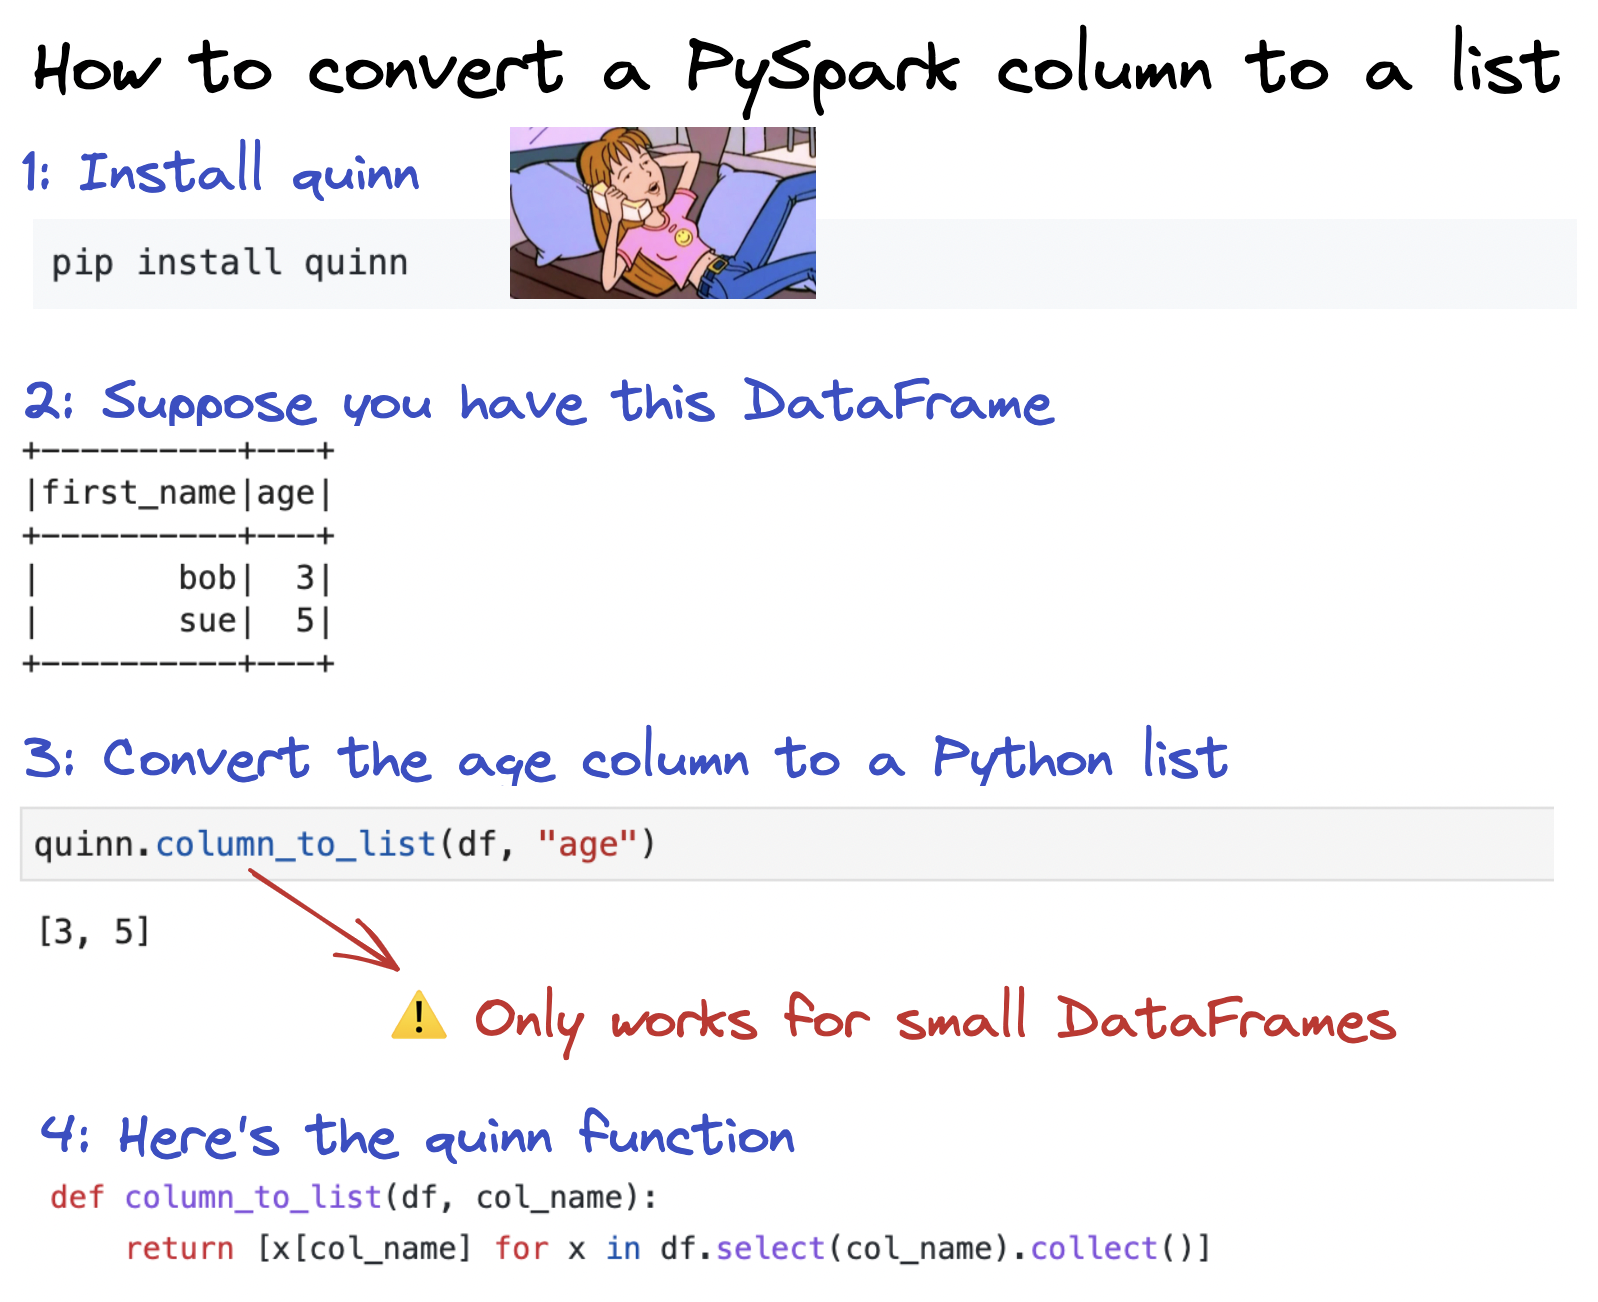 How to convert a PySpark column to a list
1: Install quinn
pip install quinn
2: Suppose you have this DataFrame
+----------+---+
|first_name|age|
+----------+---+
|       bob|  3|
|       sue|  5|
+----------+---+
3: Convert the age column to a Python list
quinn.column_to_list(df, "age")
[3, 5]
⚠️ Only works for small DataFrames
4: Here's the quinn function
def column_to_list(df, col_name):
    return [x[col_name] for x in df.select(col_name).collect()]